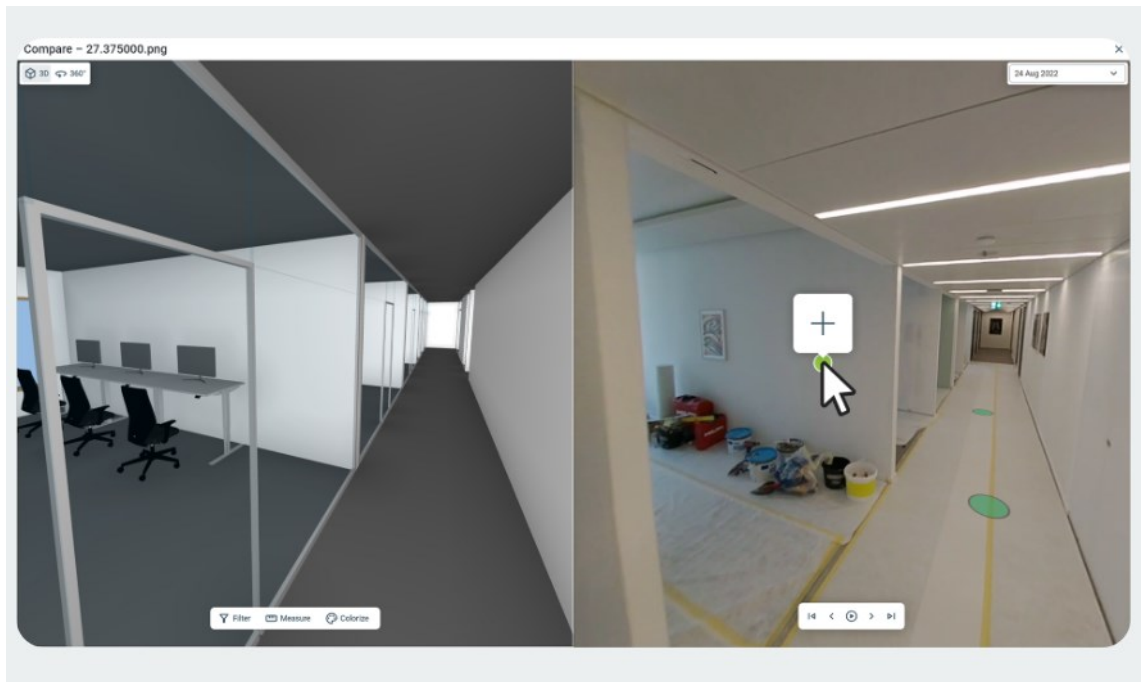 Compare – 27.375000.png
3D 360°
24 Aug 2022
Filter Measure Colorize